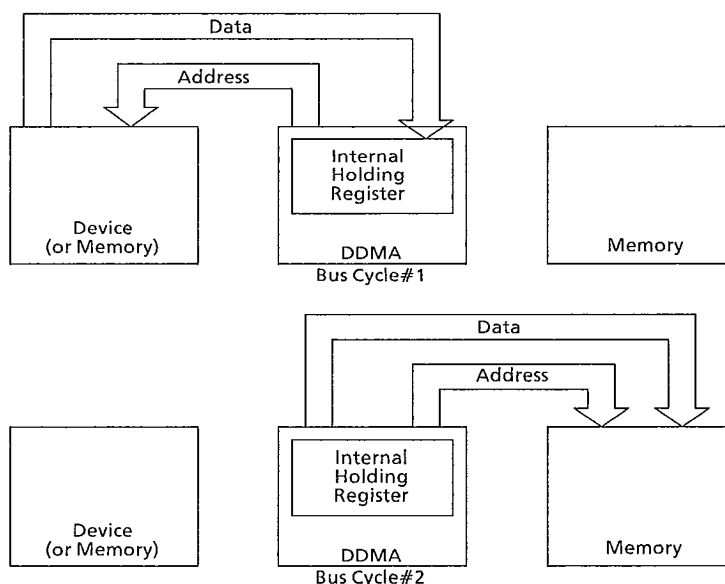 Data
Address
Internal
Holding
Register
Device
(or Memory)
DDMA
Memory
Bus Cycle#1
Data
Address
Internal
Holding
Register
Device
(or Memory)
DDMA
Memory
Bus Cycle#2